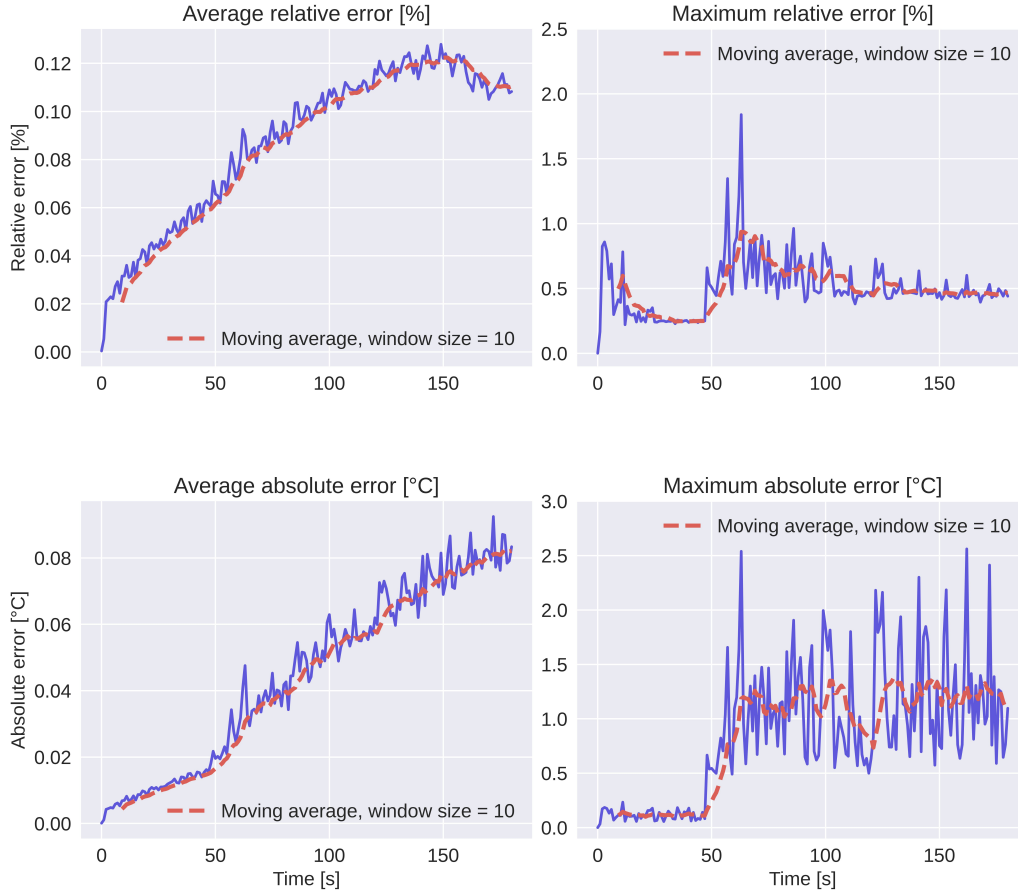 Average relative error [%]
Relative error [%]
0.12
0.10
0.08
0.06
0.04
0.02
0.00
Moving average, window size = 10
0 50 100 150
Maximum relative error [%]
2.5
2.0
1.5
1.0
0.5
0.0
Moving average, window size = 10
0 50 100 150
Average absolute error [°C]
Absolute error [°C]
0.08
0.06
0.04
0.02
0.00
Moving average, window size = 10
0 50 100 150
Time [s]
Maximum absolute error [°C]
3.0
2.5
2.0
1.5
1.0
0.5
0.0
Moving average, window size = 10
0 50 100 150
Time [s]